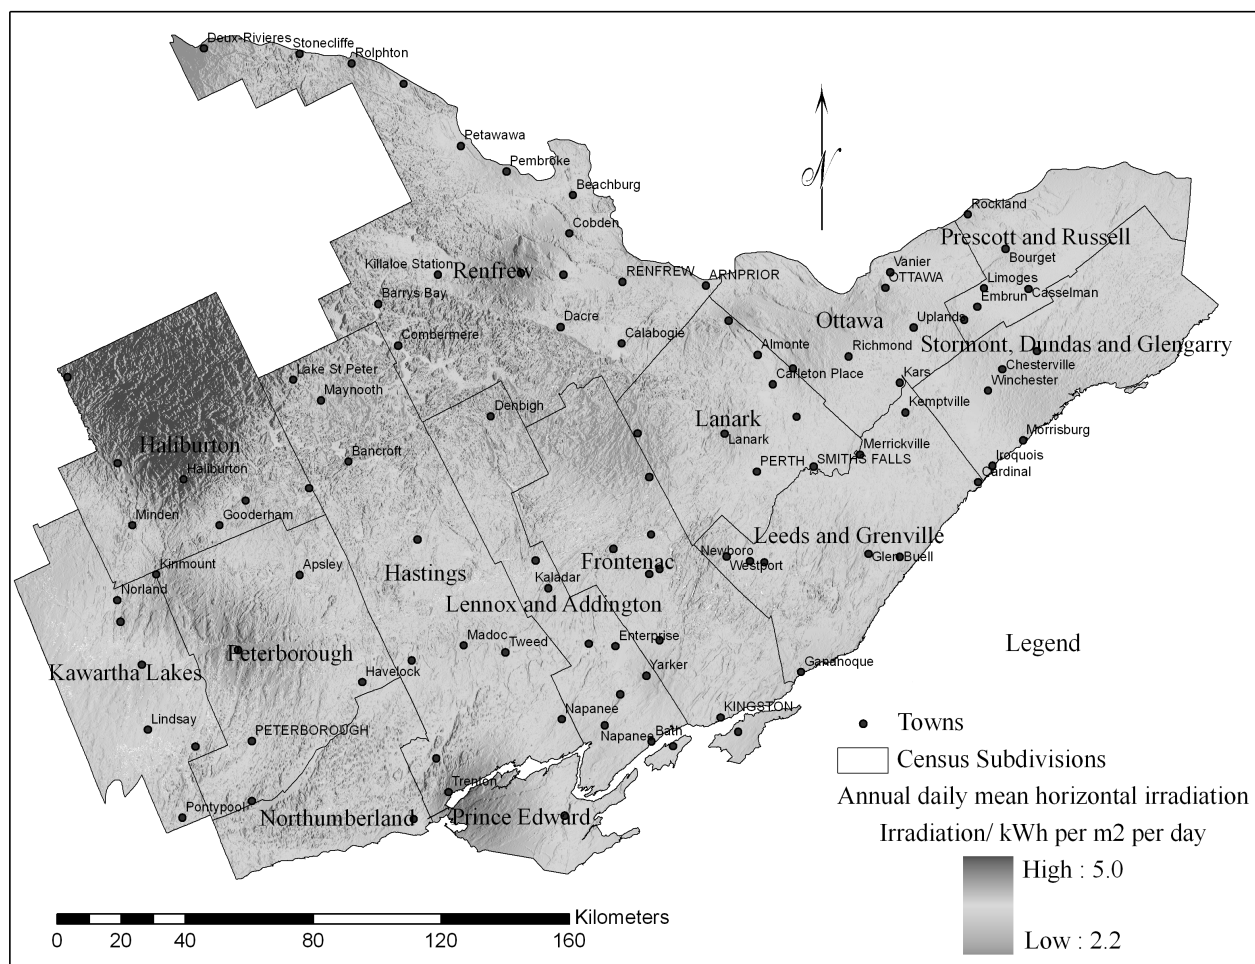 Deux-Rivieres
Stonecliffe
Rolphton
Petawawa
Pembroke
Beachburg
Cobden
N
Rockland
Prescott and Russell
Bourget
Killaloe Station
Renfrew
RENFREW
ARNPRIOR
Vanier
OTTAWA
Limoges
Casselman
Embrun
Barrys Bay
Dacre
Ottawa
Uplands
Combermere
Calabogie
Almonte
Richmond
Stormont, Dundas and Glengarry
Lake St Peter
Carleton Place
Kars
Chesterville
Maynooth
Winchester
Denbigh
Lanark
Kemptville
Haliburton
Lanark
Morrisburg
Bancroft
Merrickville
Haliburton
PERTH
SMITHS FALLS
Iroquois
Cardinal
Minden
Gooderham
Leeds and Grenville
Newboro
Westport
Glen Buell
Kinmount
Apsley
Hastings
Frontenac
Kaladar
Norland
Lennox and Addington
Madoc
Tweed
Enterprise
Legend
Peterborough
Kawartha Lakes
Havelock
Yarker
Gananoque
Lindsay
PETERBOROUGH
Napanee
KINGSTON
Napanee
Bath
Towns
Census Subdivisions
Trenton
Annual daily mean horizontal irradiation
Pontypool
Northumberland
Prince Edward
Irradiation/ kWh per m2 per day
High : 5.0
Low : 2.2
Kilometers
0 20 40 80 120 160